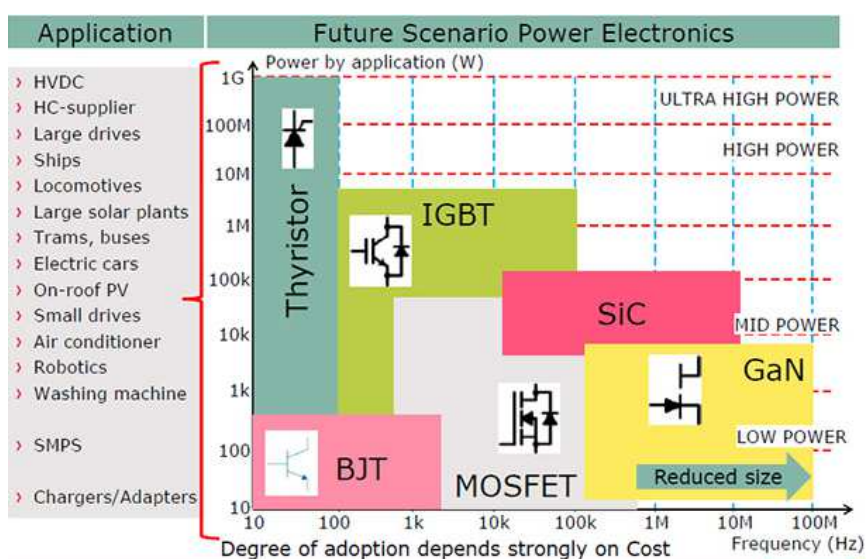 Application
Future Scenario Power Electronics
› HVDC
› HC-supplier
› Large drives
› Ships
› Locomotives
› Large solar plants
› Trams, buses
› Electric cars
› On-roof PV
› Small drives
› Air conditioner
› Robotics
› Washing machine
› SMPS
› Chargers/Adapters
Power by application (W)
1G
100M
10M
1M
100k
10k
1k
100
10
ULTRA HIGH POWER
HIGH POWER
MID POWER
LOW POWER
Thyristor
IGBT
SiC
GaN
BJT
MOSFET
Reduced size
10 100 1k 10k 100k 1M 10M 100M
Frequency (Hz)
Degree of adoption depends strongly on Cost